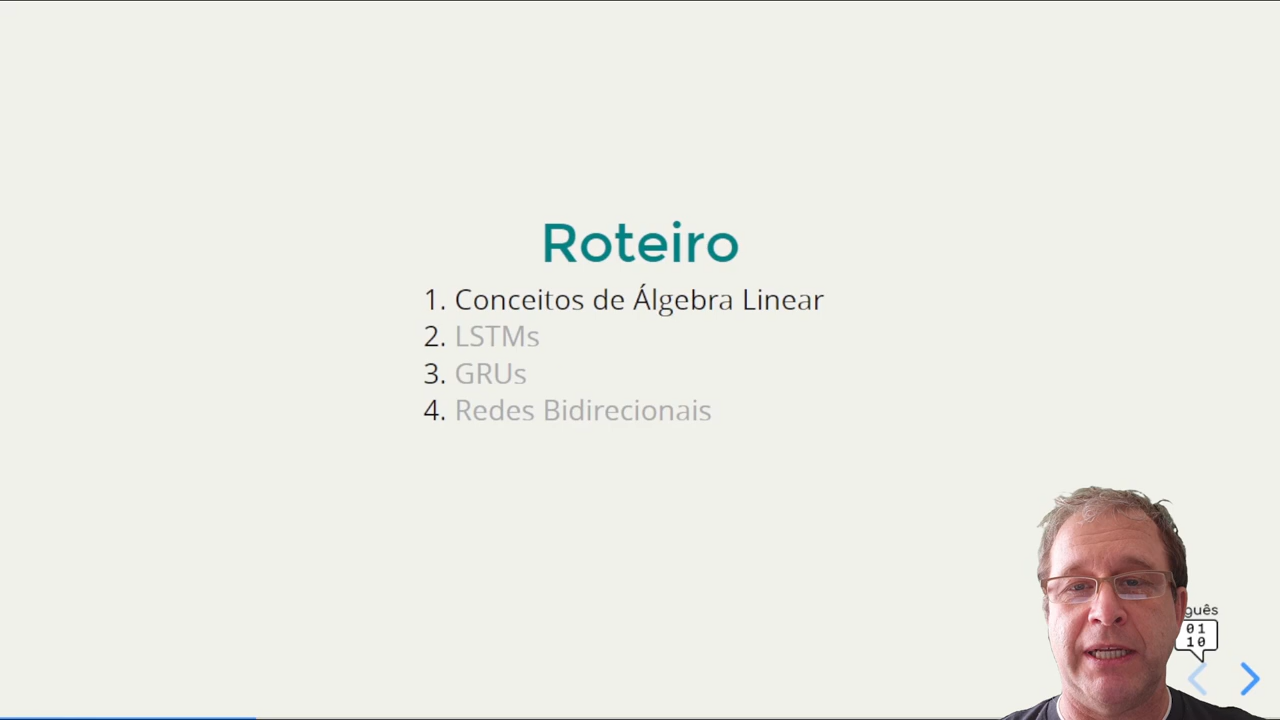 Roteiro
1. Conceitos de Álgebra Linear
2. LSTMs
3. GRUs
4. Redes Bidirecionais
guês
01
10